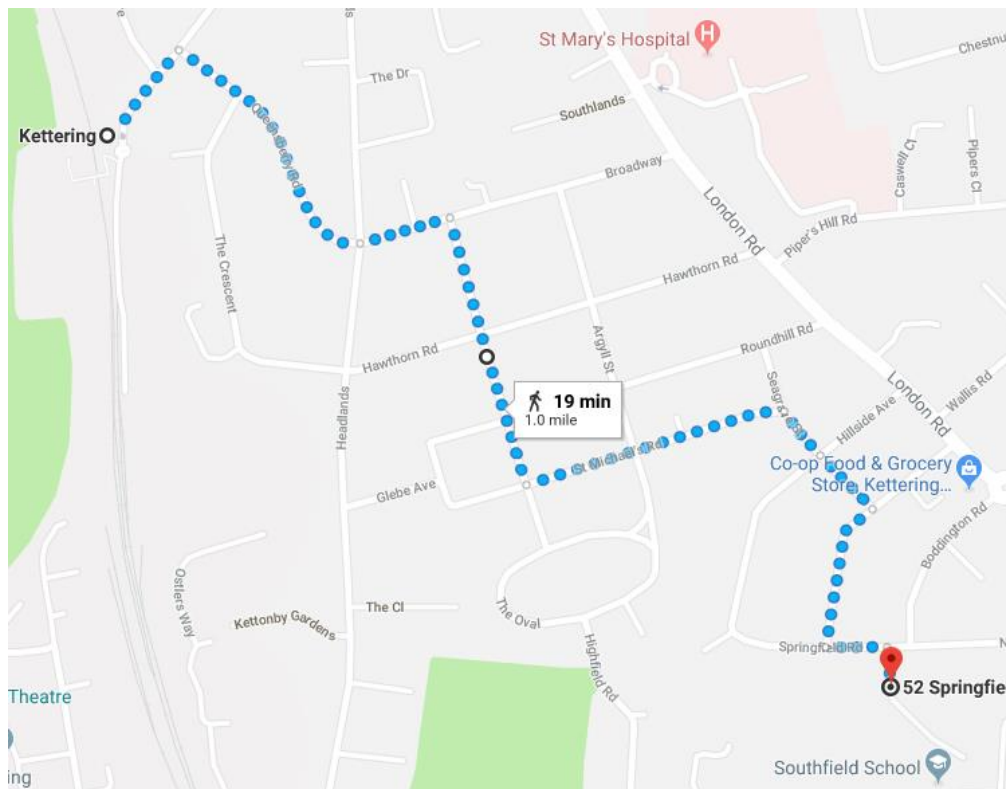 St Mary's Hospital
Chestnu
The Dr
Southlands
Kettering
Queensberry Rd
Broadway
Caswell Cl
Pipers Cl
London Rd
Piper's Hill Rd
The Crescent
Hawthorn Rd
Argyll St
Hawthorn Rd
Roundhill Rd
Headlands
19 min
1.0 mile
Hillside Ave
London Rd
Wallis Rd
St Michael's Rd
Co-op Food & Grocery
Store, Kettering...
Glebe Ave
Boddington Rd
Ostlers Way
The Cl
Kettonby Gardens
The Oval
Highfield Rd
Springfield Rd
N
52 Springfie
Theatre
Southfield School
ing